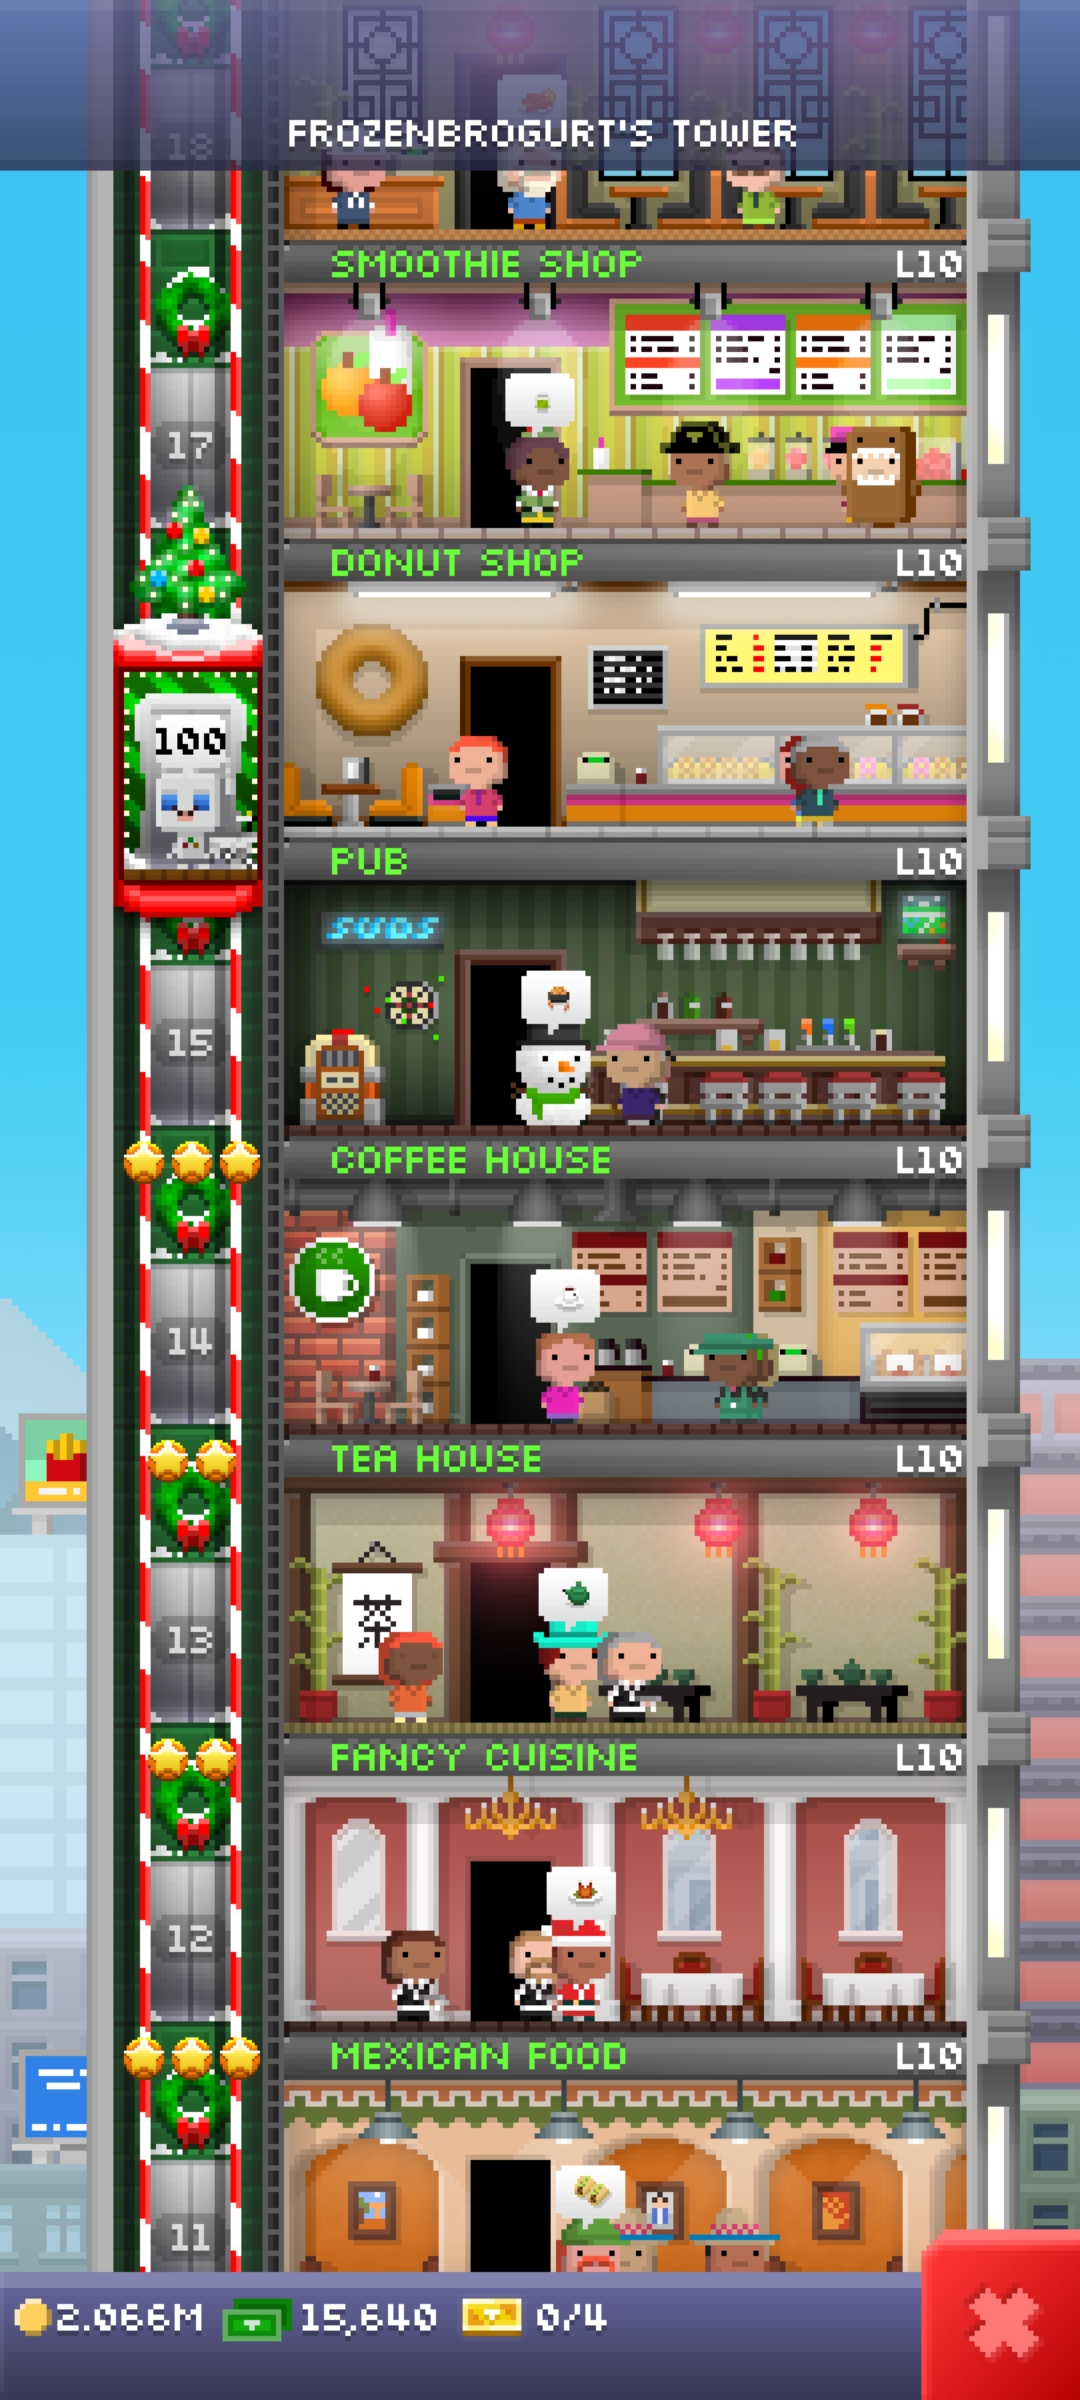 18
FROZENBROGURT'S TOWER
SMOOTHIE SHOP L10
17
DONUT SHOP L10
100
PUB L10
SUDS
15
COFFEE HOUSE L10
14
TEA HOUSE L10
茶
13
FANCY CUISINE L10
12
MEXICAN FOOD L10
11
2.066M 15,640 0/4